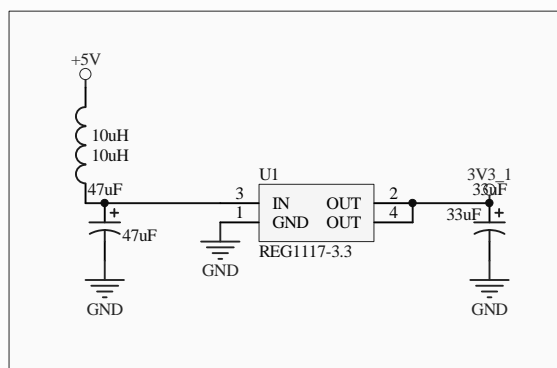 +5V
10uH
10uH
47uF
47uF
GND
U1
3
1
IN
GND
OUT
OUT
2
4
REG1117-3.3
GND
3V3_1
33uF
33uF
GND